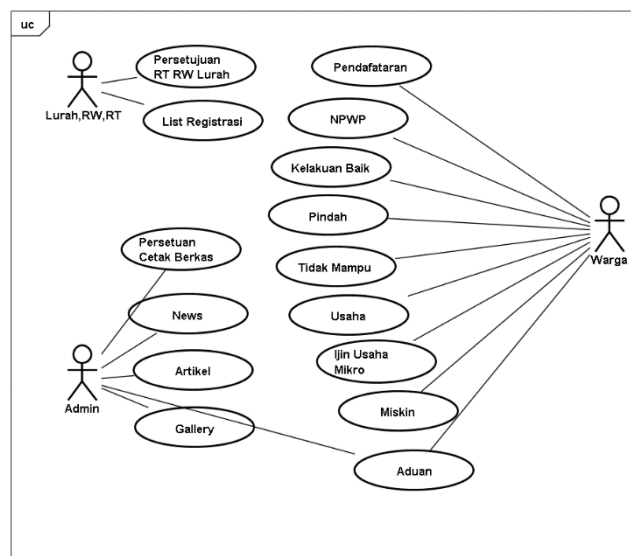 uc
Persetujuan
RT RW Lurah
Lurah,RW,RT
List Registrasi
Pendafataran
NPWP
Kelakuan Baik
Pindah
Warga
Persetuan
Cetak Berkas
Tidak Mampu
News
Usaha
Ijin Usaha
Mikro
Artikel
Admin
Miskin
Gallery
Aduan